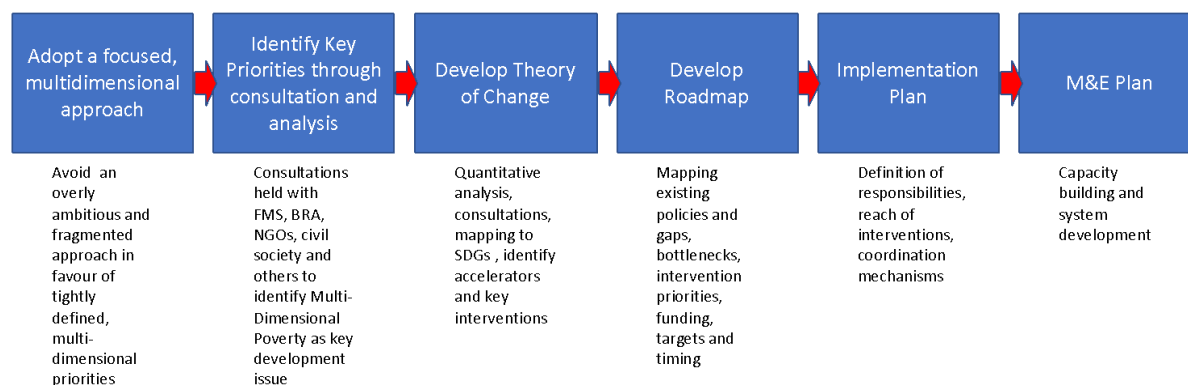 Adopt a focused,
multidimensional
approach
Identify Key
Priorities through
consultation and
analysis
Develop Theory
of Change
Develop
Roadmap
Implementation
Plan
M&E Plan
Avoid an
overly
ambitious and
fragmented
approach in
favour of
tightly
defined,
multi-
dimensional
priorities
Consultations
held with
FMS, BRA,
NGOs, civil
society and
others to
identify Multi-
Dimensional
Poverty as key
development
issue
Quantitative
analysis,
consultations,
mapping to
SDGs , identify
accelerators
and key
interventions
Mapping
existing
policies and
gaps,
bottlenecks,
intervention
priorities,
funding,
targets and
timing
Definition of
responsibilities,
reach of
interventions,
coordination
mechanisms
Capacity
building and
system
development